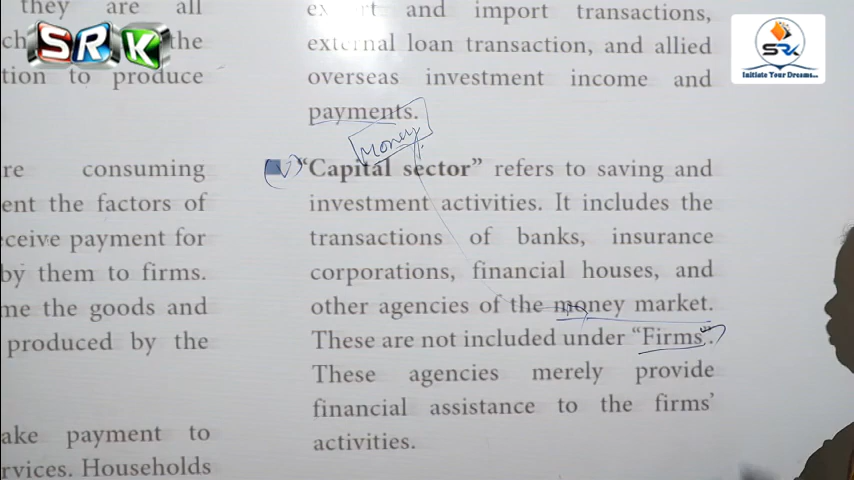 they are all
ch
the
tion to produce
re consuming
ent the factors of
ceive payment for
by them to firms.
me the goods and
produced by the
ake payment to
rvices. Households
and import transactions,
external loan transaction, and allied
overseas investment income and
payments.
Money
"Capital sector" refers to saving and
investment activities. It includes the
transactions of banks, insurance
corporations, financial houses, and
other agencies of the money market.
These are not included under "Firms".
These agencies merely provide
financial assistance to the firms'
activities.
SRK
SRK
Initiate Your Dreams...